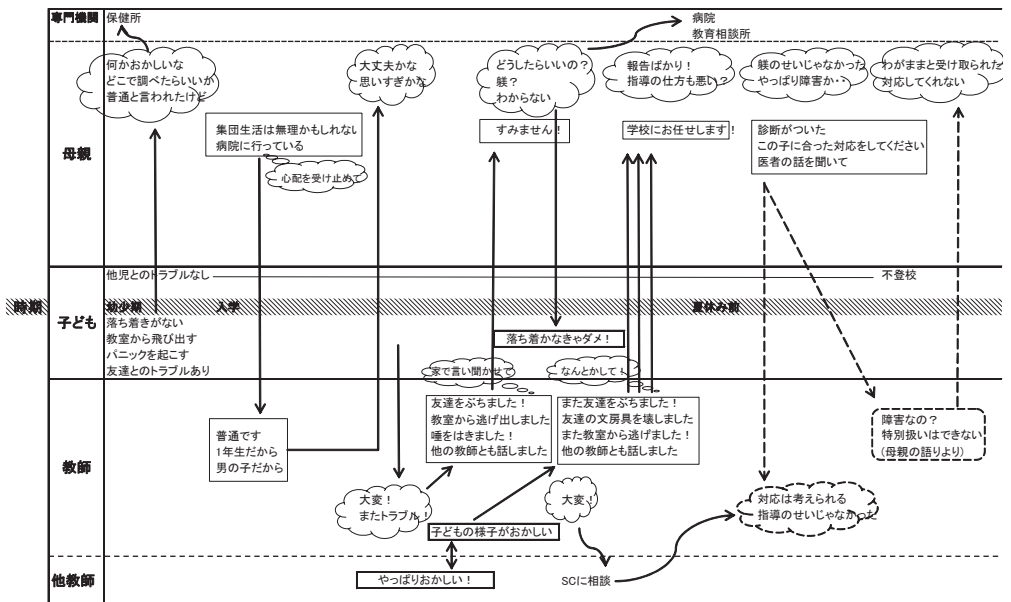 専門機関
保健所
病院
教育相談所
何かおかしいな
どこで調べたらいいか
普通と言われたけど
大丈夫かな
思いすぎかな
どうしたらいいの？
躾？
わからない
報告ばかり！
指導の仕方も悪い？
躾のせいじゃなかった
やっぱり障害か・・
わがままと受け取られた
対応してくれない
母親
集団生活は無理かもしれない
病院に行っている
心配を受け止めて
すみません！
学校にお任せします！
診断がついた
この子に合った対応をしてください
医者の話を聞いて
他児とのトラブルなし
不登校
時期
幼少期
入学
夏休み前
子ども
落ち着きがない
教室から飛び出す
パニックを起こす
友達とのトラブルあり
落ち着かなきゃダメ！
家で言い聞かせて
なんとかして！
教師
普通です
1年生だから
男の子だから
友達をぶちました！
教室から逃げ出しました
唾をはきました！
他の教師とも話しました
また友達をぶちました！
友達の文房具を壊しました
また教室から逃げました！
他の教師とも話しました
障害なの？
特別扱いはできない
(母親の語りより)
大変！
またトラブル！
大変！
対応は考えられる
指導のせいじゃなかった
子どもの様子がおかしい
他教師
やっぱりおかしい！
SCに相談